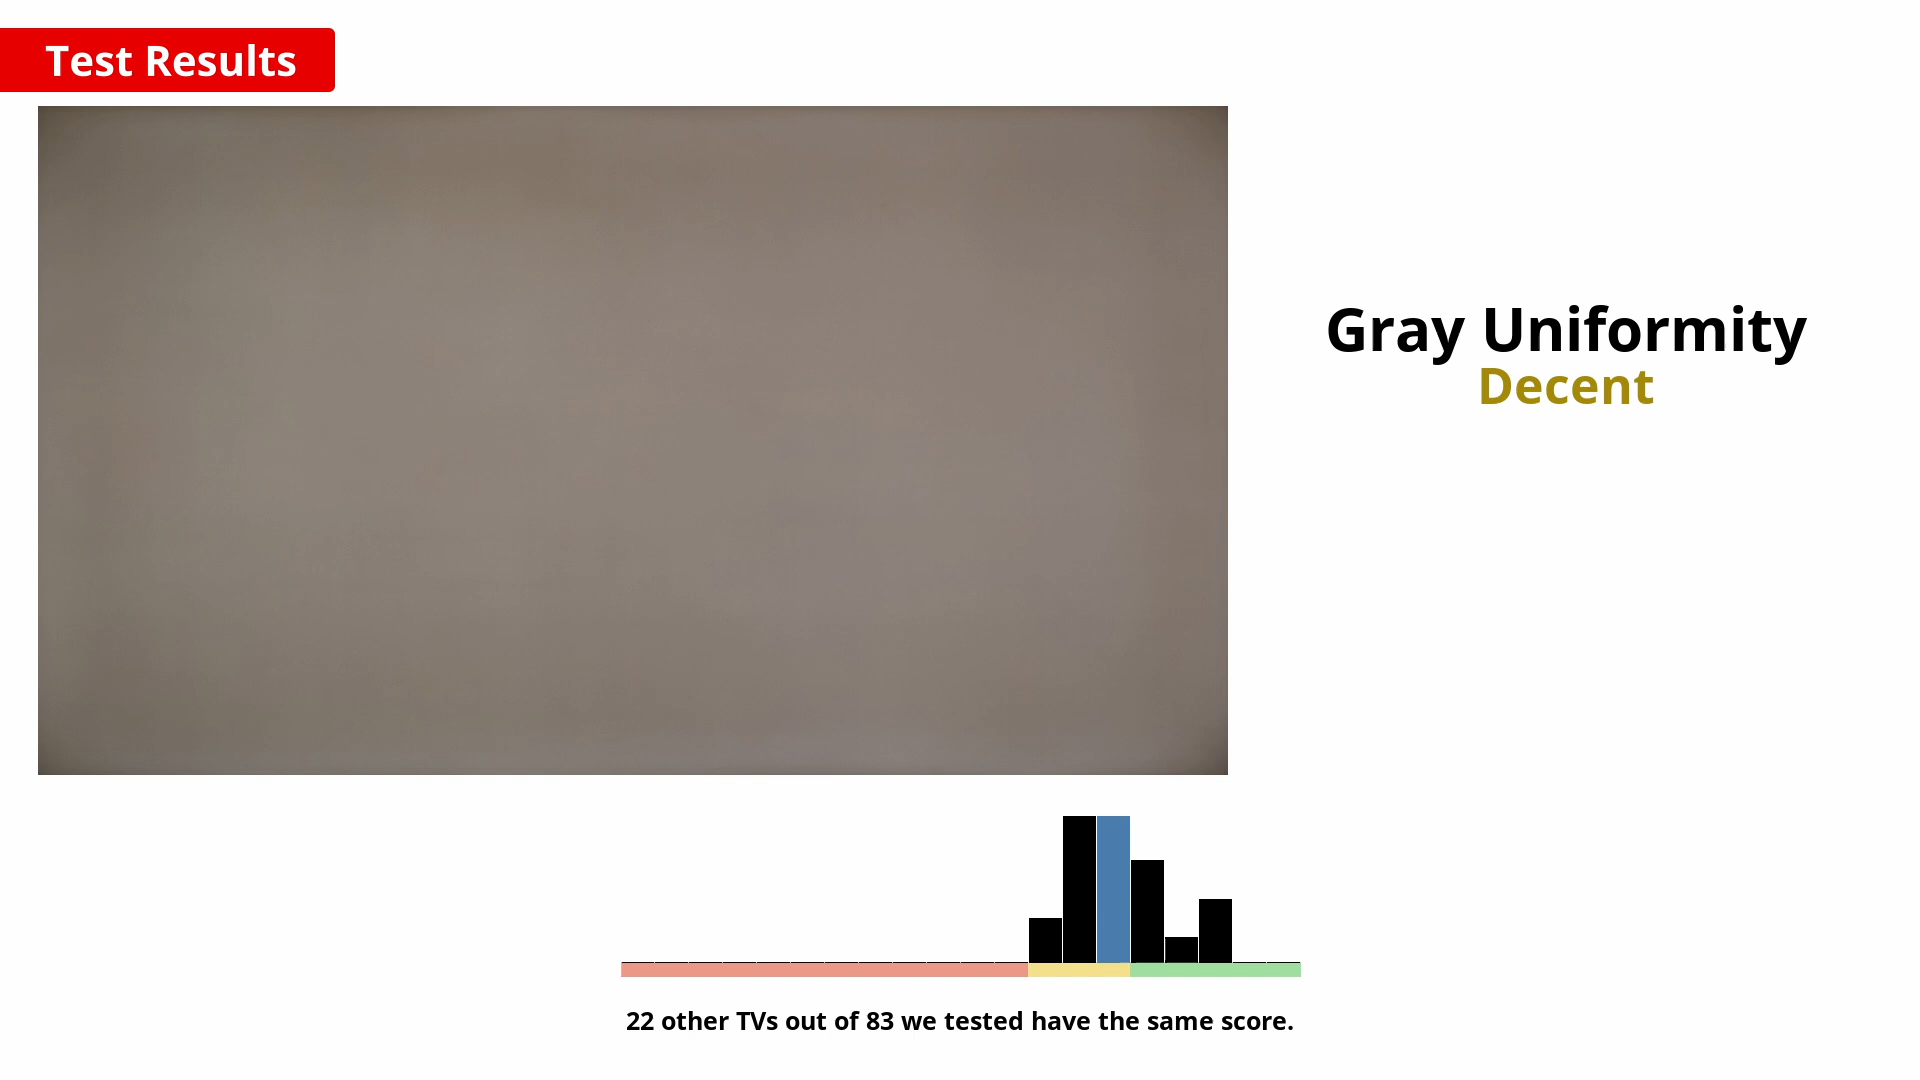 Test Results
Gray Uniformity
Decent
22 other TVs out of 83 we tested have the same score.